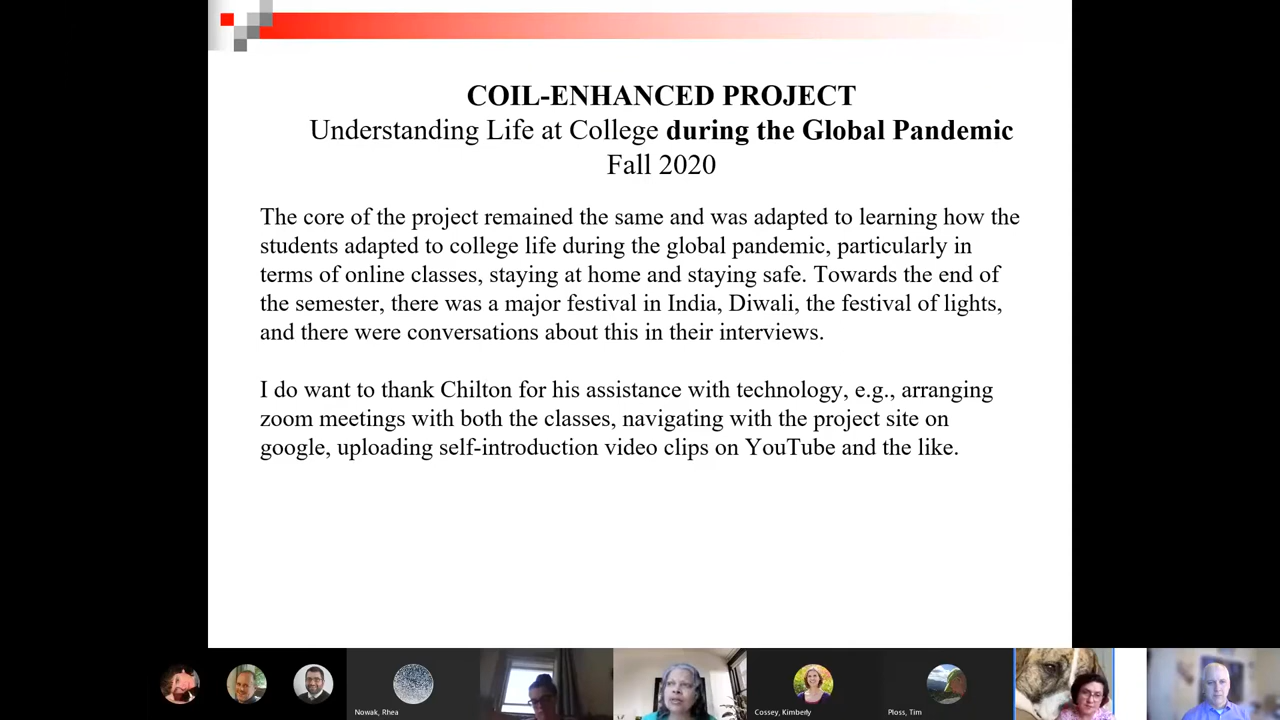 COIL-ENHANCED PROJECT
Understanding Life at College during the Global Pandemic
Fall 2020
The core of the project remained the same and was adapted to learning how the
students adapted to college life during the global pandemic, particularly in
terms of online classes, staying at home and staying safe. Towards the end of
the semester, there was a major festival in India, Diwali, the festival of lights,
and there were conversations about this in their interviews.
I do want to thank Chilton for his assistance with technology, e.g., arranging
zoom meetings with both the classes, navigating with the project site on
google, uploading self-introduction video clips on YouTube and the like.
Nowak, Rhea
Cossey, Kimberly
Ploss, Tim